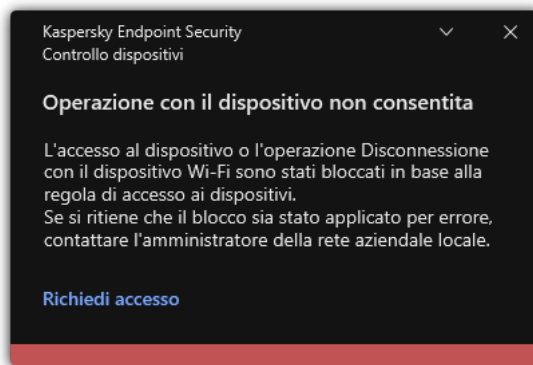 Kaspersky Endpoint Security
Controllo dispositivi
Operazione con il dispositivo non consentita
L'accesso al dispositivo o l'operazione Disconnessione
con il dispositivo Wi-Fi sono stati bloccati in base alla
regola di accesso ai dispositivi.
Se si ritiene che il blocco sia stato applicato per errore,
contattare l'amministratore della rete aziendale locale.
Richiedi accesso